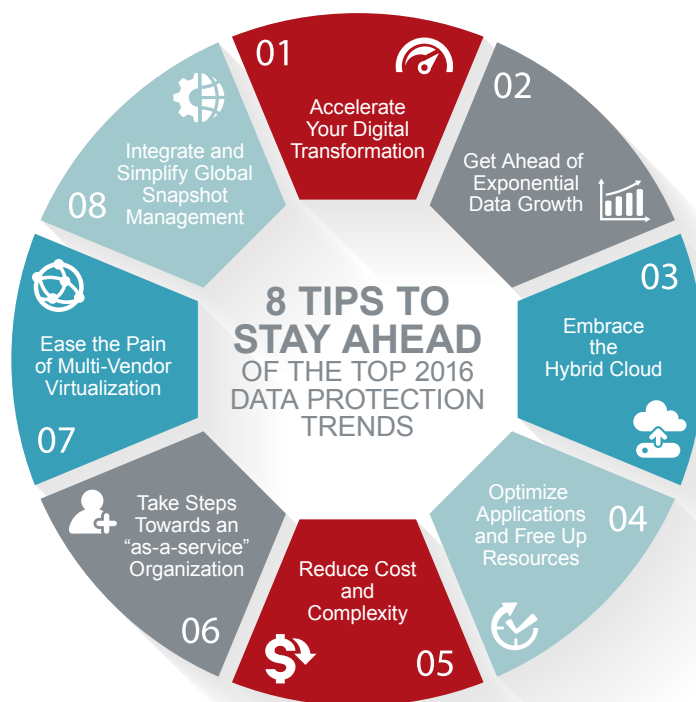 8 TIPS TO
STAY AHEAD
OF THE TOP 2016
DATA PROTECTION
TRENDS
01
Accelerate
Your Digital
Transformation
02
Get Ahead of
Exponential
Data Growth
03
Embrace
the
Hybrid Cloud
04
Optimize
Applications
and Free Up
Resources
05
Reduce Cost
and
Complexity
06
Take Steps
Towards an
“as-a-service”
Organization
07
Ease the Pain
of Multi-Vendor
Virtualization
08
Integrate and
Simplify Global
Snapshot
Management